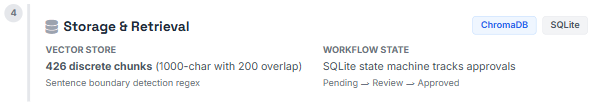 4
Storage & Retrieval
ChromaDB
SQLite
VECTOR STORE
426 discrete chunks (1000-char with 200 overlap)
Sentence boundary detection regex
WORKFLOW STATE
SQLite state machine tracks approvals
Pending → Review → Approved